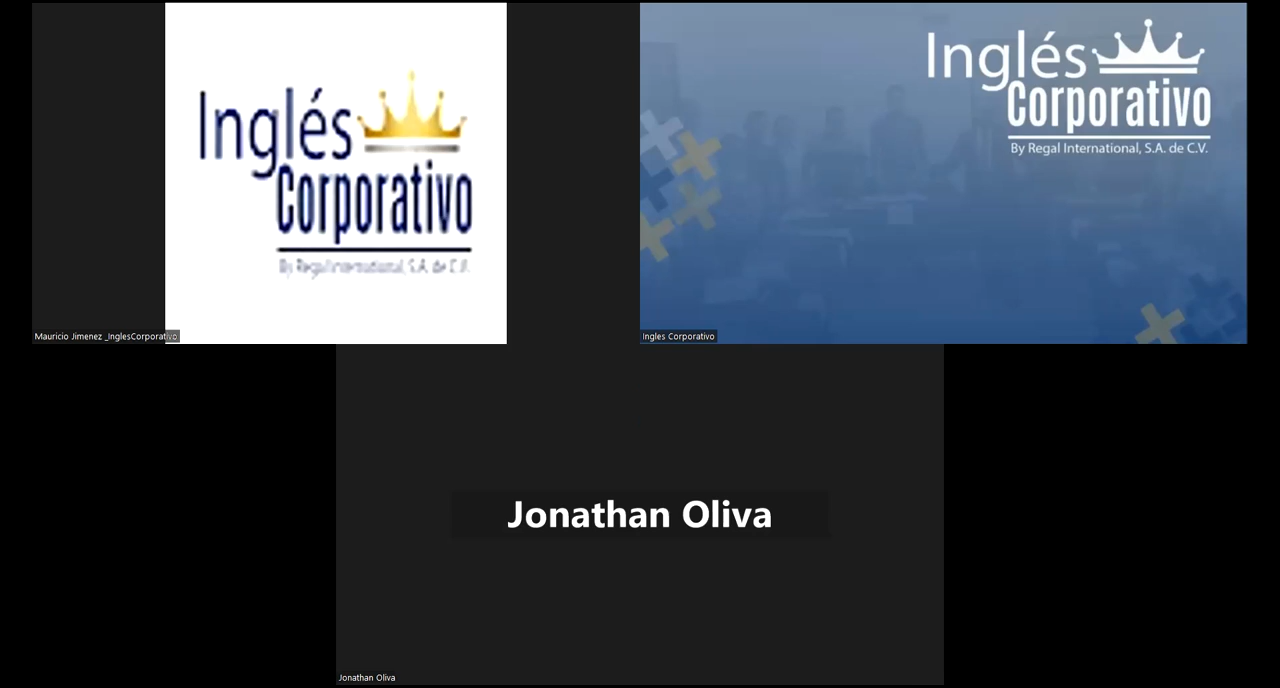 Inglés
Corporativo
By Regal International, S.A. de C.V.
Mauricio Jimenez _InglesCorporativo
Inglés
Corporativo
By Regal International, S.A. de C.V.
Ingles Corporativo
Jonathan Oliva
Jonathan Oliva